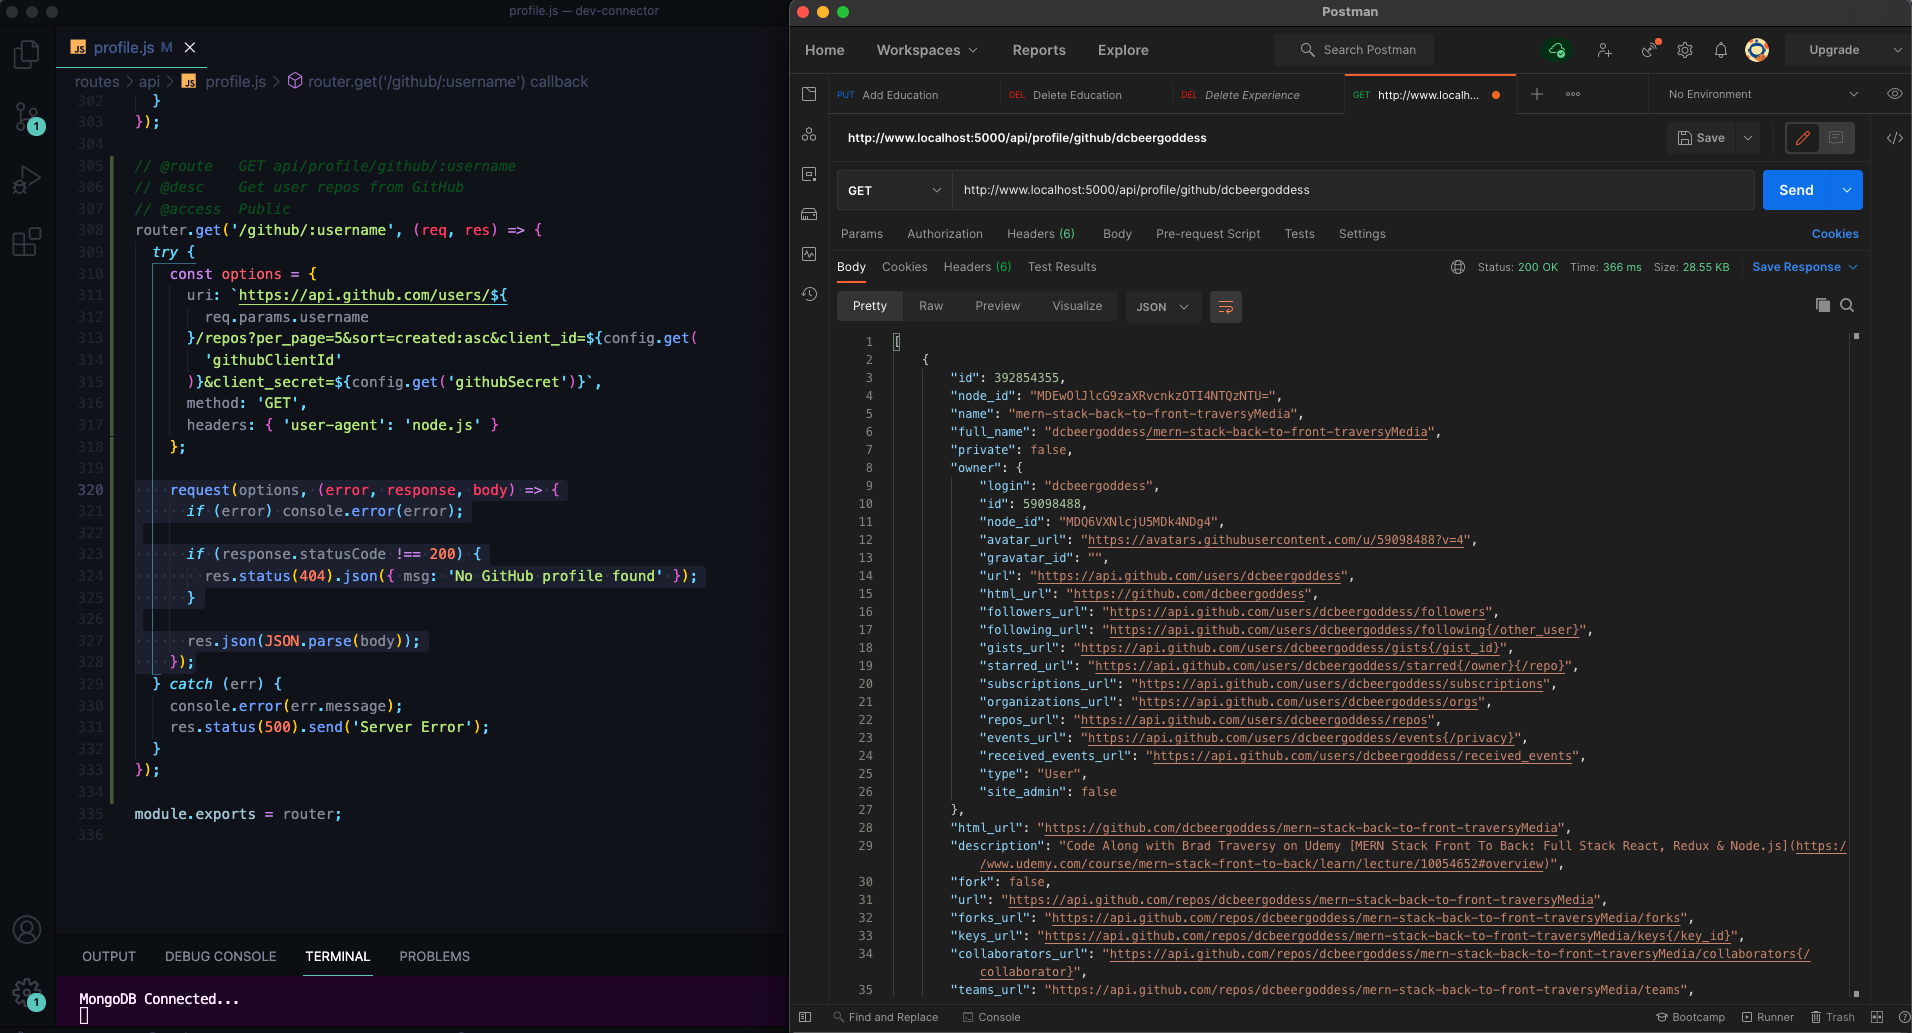 profile.js — dev-connector
JS profile.js M
routes > api > JS profile.js > router.get('/github/:username') callback
302 }
303 });
304
305 // @route GET api/profile/github/:username
306 // @desc Get user repos from GitHub
307 // @access Public
308 router.get('/github/:username', (req, res) => {
309 try {
310 const options = {
311 uri: `https://api.github.com/users/${
312 req.params.username
313 }/repos?per_page=5&sort=created:asc&client_id=${config.get(
314 'githubClientId'
315 )}&client_secret=${config.get('githubSecret')}`,
316 method: 'GET',
317 headers: { 'user-agent': 'node.js' }
318 };
319
320 request(options, (error, response, body) => {
321 if (error) console.error(error);
322
323 if (response.statusCode !== 200) {
324 res.status(404).json({ msg: 'No GitHub profile found' });
325 }
326
327 res.json(JSON.parse(body));
328 });
329 } catch (err) {
330 console.error(err.message);
331 res.status(500).send('Server Error');
332 }
333 });
334
335 module.exports = router;
336
1
1
OUTPUT DEBUG CONSOLE TERMINAL PROBLEMS
MongoDB Connected...
Postman
Home Workspaces Reports Explore Search Postman Upgrade
PUT Add Education DEL Delete Education DEL Delete Experience GET http://www.localh... No Environment
http://www.localhost:5000/api/profile/github/dcbeergoddess Save
GET http://www.localhost:5000/api/profile/github/dcbeergoddess Send
Params Authorization Headers (6) Body Pre-request Script Tests Settings Cookies
Body Cookies Headers (6) Test Results Status: 200 OK Time: 366 ms Size: 28.55 KB Save Response
Pretty Raw Preview Visualize JSON
1 [
2 {
3 "id": 392854355,
4 "node_id": "MDEwOlJlcG9zaXRvcnkzOTI4NTQzNTU=",
5 "name": "mern-stack-back-to-front-traversyMedia",
6 "full_name": "dcbeergoddess/mern-stack-back-to-front-traversyMedia",
7 "private": false,
8 "owner": {
9 "login": "dcbeergoddess",
10 "id": 59098488,
11 "node_id": "MDQ6VXNlcjU5MDk4NDg4",
12 "avatar_url": "https://avatars.githubusercontent.com/u/59098488?v=4",
13 "gravatar_id": "",
14 "url": "https://api.github.com/users/dcbeergoddess",
15 "html_url": "https://github.com/dcbeergoddess",
16 "followers_url": "https://api.github.com/users/dcbeergoddess/followers",
17 "following_url": "https://api.github.com/users/dcbeergoddess/following{/other_user}",
18 "gists_url": "https://api.github.com/users/dcbeergoddess/gists{/gist_id}",
19 "starred_url": "https://api.github.com/users/dcbeergoddess/starred{/owner}{/repo}",
20 "subscriptions_url": "https://api.github.com/users/dcbeergoddess/subscriptions",
21 "organizations_url": "https://api.github.com/users/dcbeergoddess/orgs",
22 "repos_url": "https://api.github.com/users/dcbeergoddess/repos",
23 "events_url": "https://api.github.com/users/dcbeergoddess/events{/privacy}",
24 "received_events_url": "https://api.github.com/users/dcbeergoddess/received_events",
25 "type": "User",
26 "site_admin": false
27 },
28 "html_url": "https://github.com/dcbeergoddess/mern-stack-back-to-front-traversyMedia",
29 "description": "Code Along with Brad Traversy on Udemy [MERN Stack Front To Back: Full Stack React, Redux & Node.js](https:/
/www.udemy.com/course/mern-stack-front-to-back/learn/lecture/10054652#overview)",
30 "fork": false,
31 "url": "https://api.github.com/repos/dcbeergoddess/mern-stack-back-to-front-traversyMedia",
32 "forks_url": "https://api.github.com/repos/dcbeergoddess/mern-stack-back-to-front-traversyMedia/forks",
33 "keys_url": "https://api.github.com/repos/dcbeergoddess/mern-stack-back-to-front-traversyMedia/keys{/key_id}",
34 "collaborators_url": "https://api.github.com/repos/dcbeergoddess/mern-stack-back-to-front-traversyMedia/collaborators{/
collaborator}",
35 "teams_url": "https://api.github.com/repos/dcbeergoddess/mern-stack-back-to-front-traversyMedia/teams",
Find and Replace Console Bootcamp Runner Trash